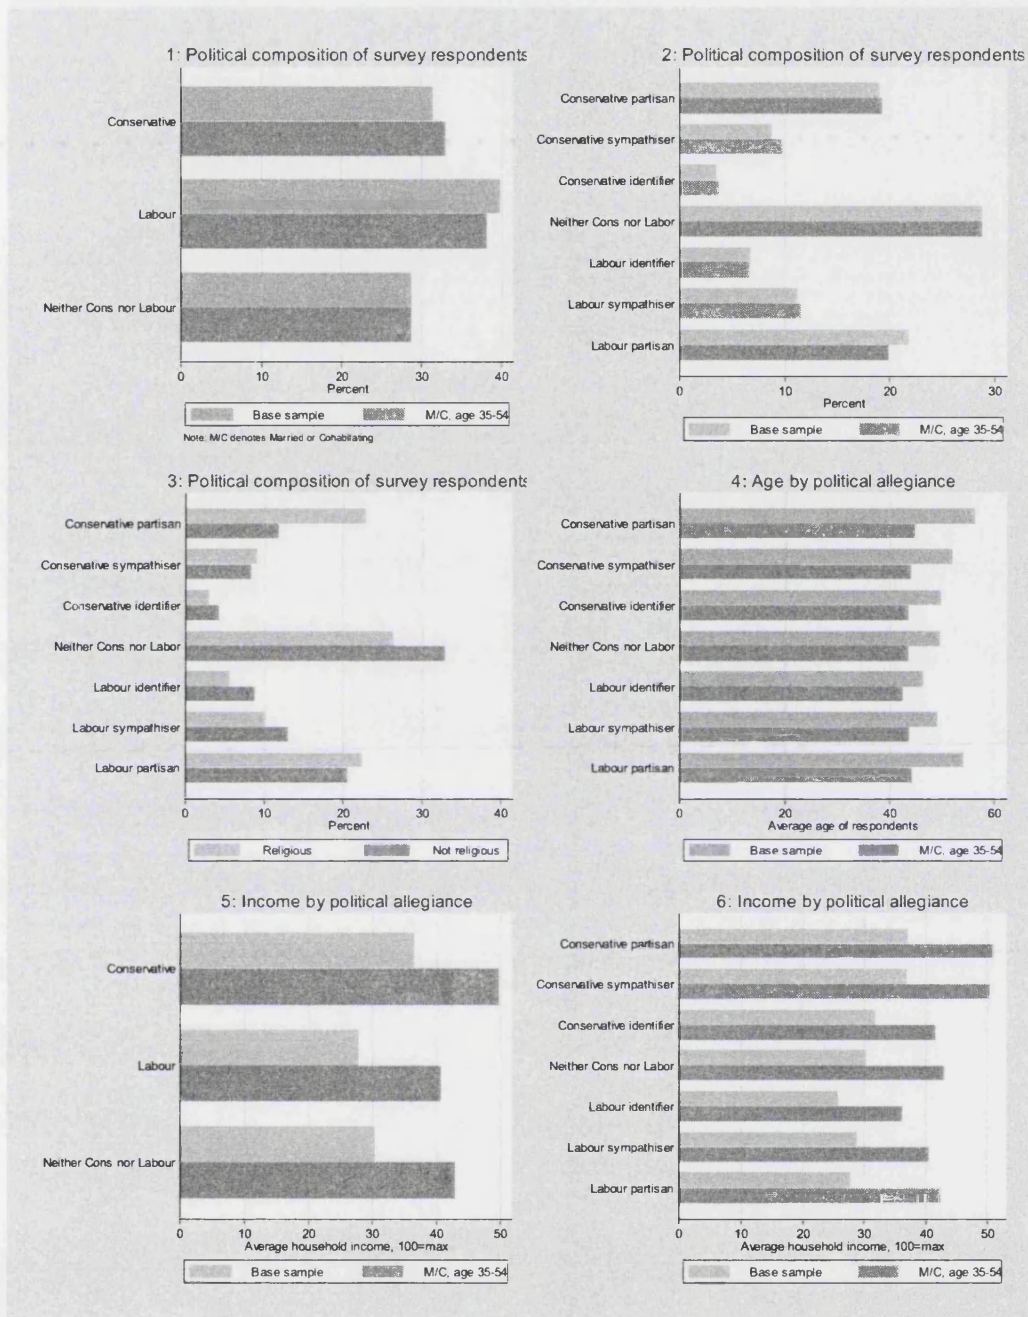 1: Political composition of survey respondents
Conservative
Labour
Neither Cons nor Labour
0 10 20 30 40
Percent
Base sample M/C, age 35-54
Note: M/C denotes Married or Cohabitating
2: Political composition of survey respondents
Conservative partisan
Conservative sympathiser
Conservative identifier
Neither Cons nor Labor
Labour identifier
Labour sympathiser
Labour partisan
0 10 20 30
Percent
Base sample M/C, age 35-54
3: Political composition of survey respondents
Conservative partisan
Conservative sympathiser
Conservative identifier
Neither Cons nor Labor
Labour identifier
Labour sympathiser
Labour partisan
0 10 20 30 40
Percent
Religious Not religious
4: Age by political allegiance
Conservative partisan
Conservative sympathiser
Conservative identifier
Neither Cons nor Labor
Labour identifier
Labour sympathiser
Labour partisan
0 20 40 60
Average age of respondents
Base sample M/C, age 35-54
5: Income by political allegiance
Conservative
Labour
Neither Cons nor Labour
0 10 20 30 40 50
Average household income, 100=max
Base sample M/C, age 35-54
6: Income by political allegiance
Conservative partisan
Conservative sympathiser
Conservative identifier
Neither Cons nor Labor
Labour identifier
Labour sympathiser
Labour partisan
0 10 20 30 40 50
Average household income, 100=max
Base sample M/C, age 35-54